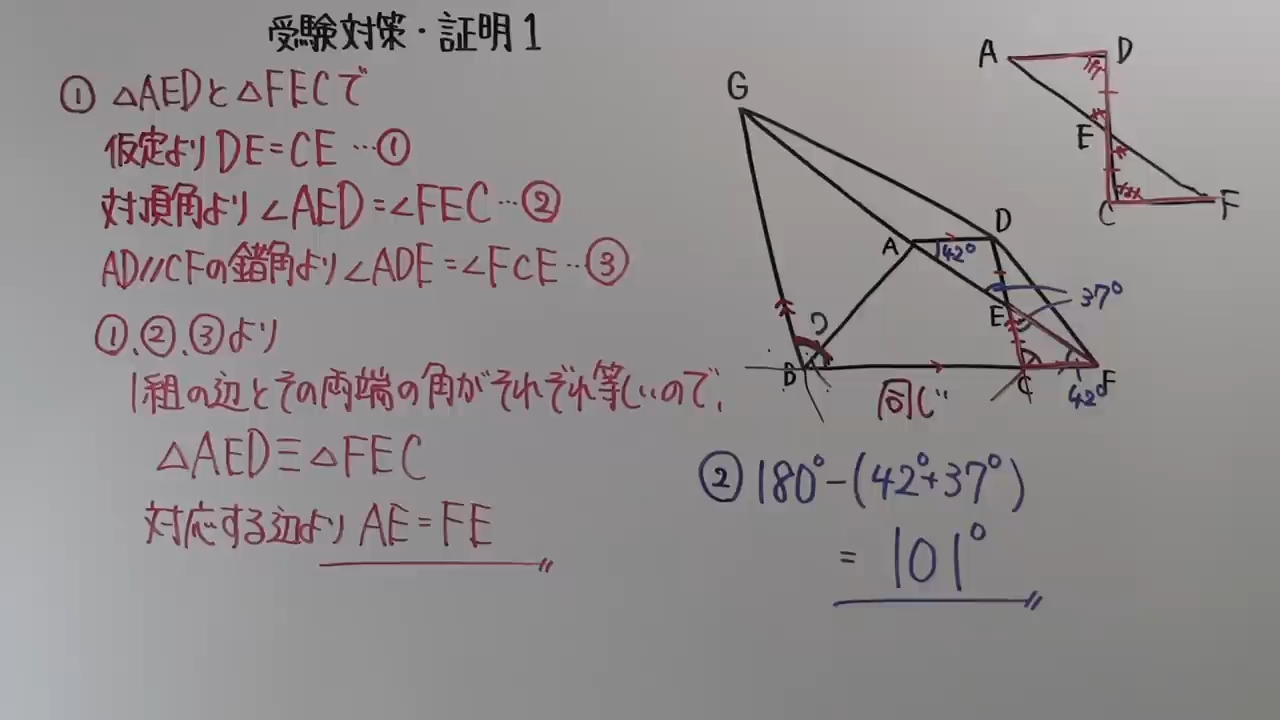 受験対策・証明1
① △AEDと△FECで
仮定より DE=CE …①
対頂角より ∠AED=∠FEC…②
AD//CFの錯角より ∠ADE=∠FCE…③
①、②、③より
1組の辺とその両端の角がそれぞれ等しいので、
△AED≡△FEC
対応する辺より AE=FE
A
D
E
C
F
G
A
D
42°
E
37°
B
C
F
42°
同じ
② 180°-(42°+37°)
= 101°